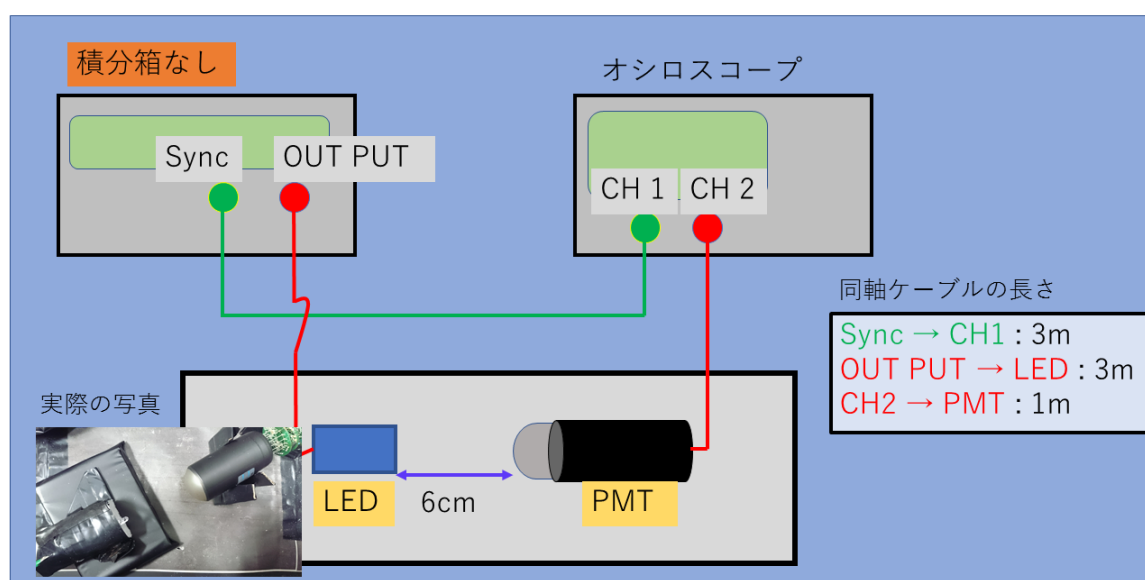 積分箱なし
オシロスコープ
Sync
OUT PUT
CH 1
CH 2
同軸ケーブルの長さ
Sync → CH1 : 3m
OUT PUT → LED : 3m
CH2 → PMT : 1m
実際の写真
LED
6cm
PMT